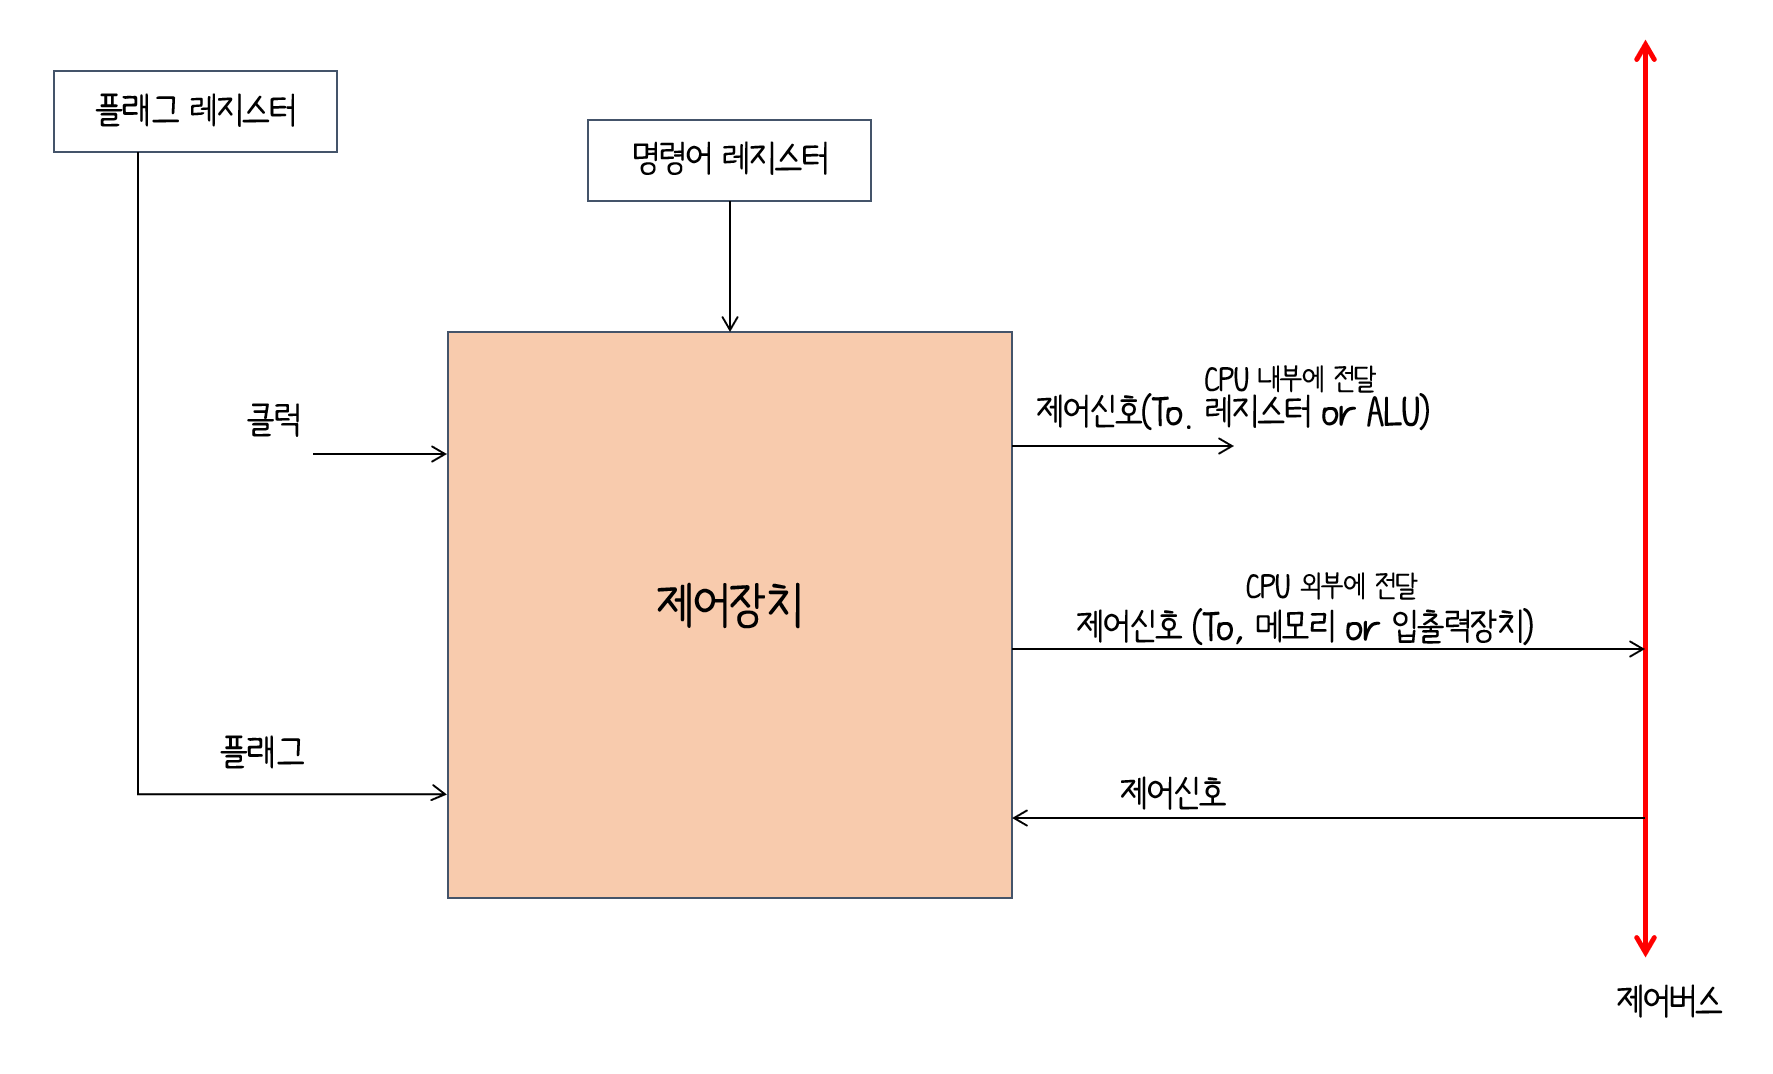 플래그 레지스터
명령어 레지스터
클럭
CPU 내부에 전달
제어신호(To. 레지스터 or ALU)
제어장치
CPU 외부에 전달
제어신호 (To, 메모리 or 입출력장치)
플래그
제어신호
제어버스